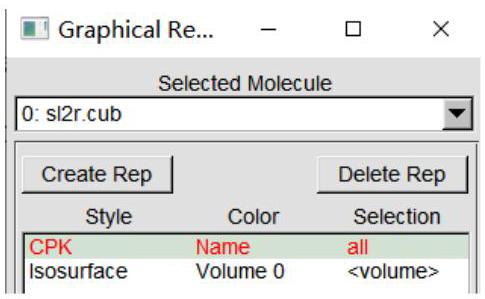 Graphical Re...
Selected Molecule
0: sl2r.cub
Create Rep Delete Rep
Style Color Selection
CPK Name all
Isosurface Volume 0 <volume>